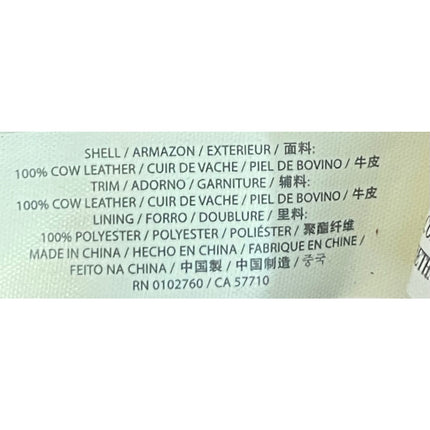 SHELL / ARMAZON / EXTERIEUR / 面料:
100% COW LEATHER / CUIR DE VACHE / PIEL DE BOVINO / 牛皮
TRIM / ADORNO / GARNITURE / 辅料:
100% COW LEATHER / CUIR DE VACHE / PIEL DE BOVINO / 牛皮
LINING / FORRO / DOUBLURE / 里料:
100% POLYESTER / POLYESTER / POLIÉSTER / 聚酯纤维
MADE IN CHINA / HECHO EN CHINA / FABRIQUE EN CHINE /
FEITO NA CHINA / 中国製 / 中国制造 / 중국
RN 0102760 / CA 57710